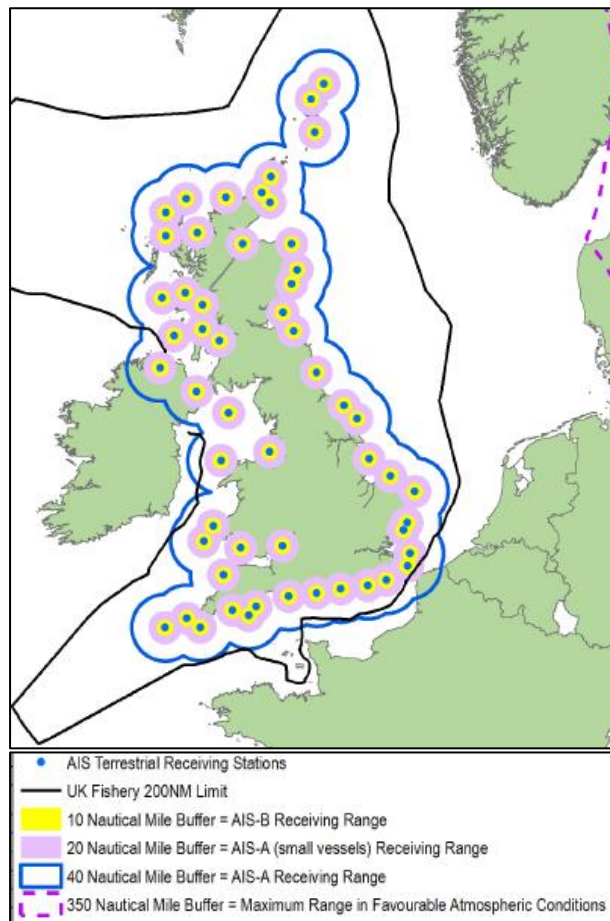 AIS Terrestrial Receiving Stations
UK Fishery 200NM Limit
10 Nautical Mile Buffer = AIS-B Receiving Range
20 Nautical Mile Buffer = AIS-A (small vessels) Receiving Range
40 Nautical Mile Buffer = AIS-A Receiving Range
350 Nautical Mile Buffer = Maximum Range in Favourable Atmospheric Conditions